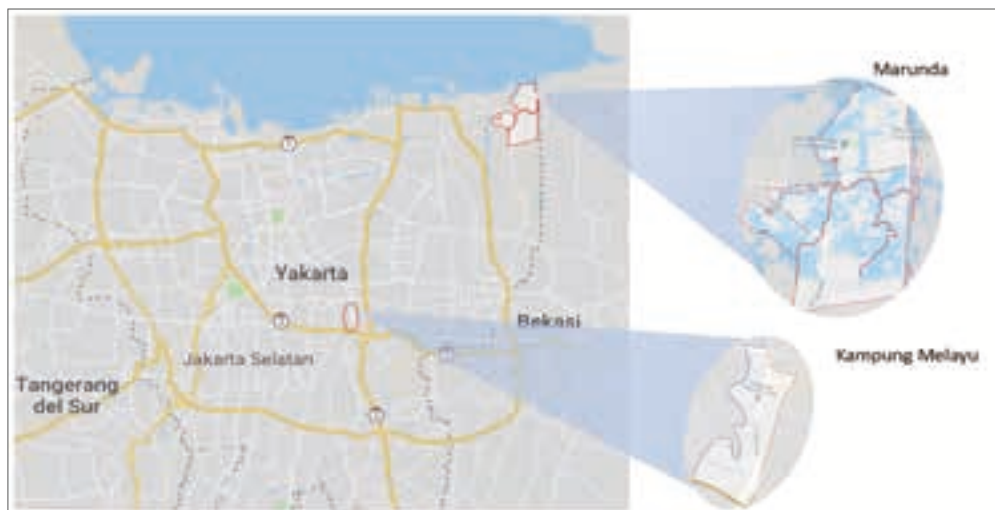 Marunda
Yakarta
Bekasi
Jakarta Selatan
Kampung Melayu
Tangerang
del Sur